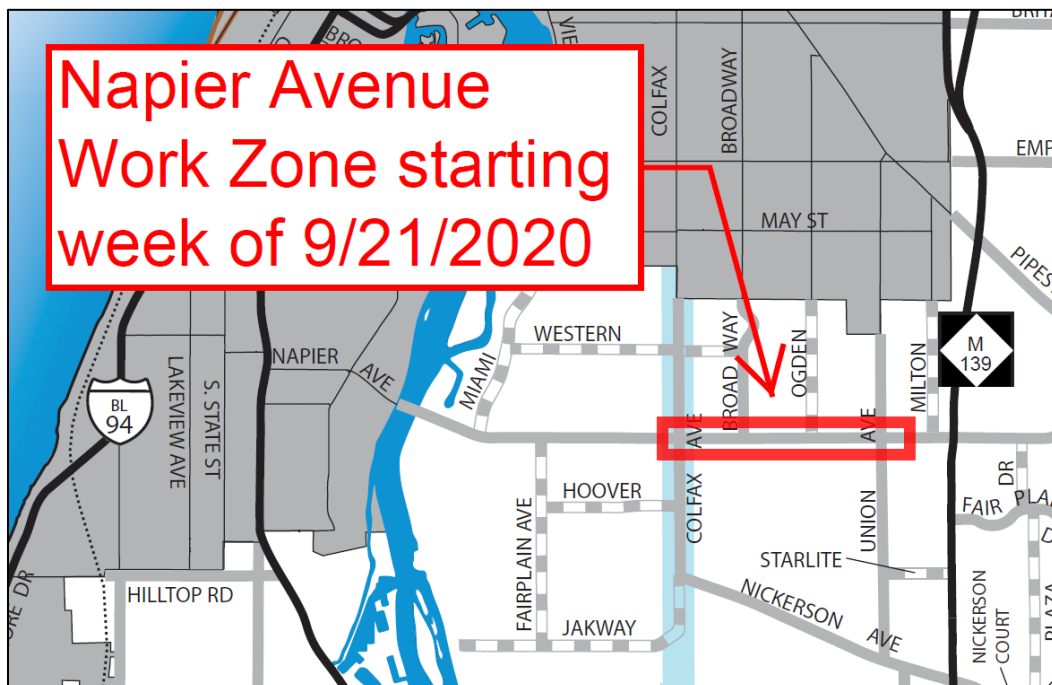 Napier Avenue
Work Zone starting
week of 9/21/2020
COLFAX
BROADWAY
MAY ST
WESTERN
MIAMI
NAPIER
AVE
BL
94
LAKEVIEW AVE
S. STATE ST
BROAD WAY
OGDEN
MILTON
M
139
AVE
AVE
COLFAX
UNION
HOOVER
FAIRPLAIN AVE
STARLITE
HILLTOP RD
JAKWAY
NICKERSON
AVE
NICKERSON
COURT
DR
FAIR
PLAZA